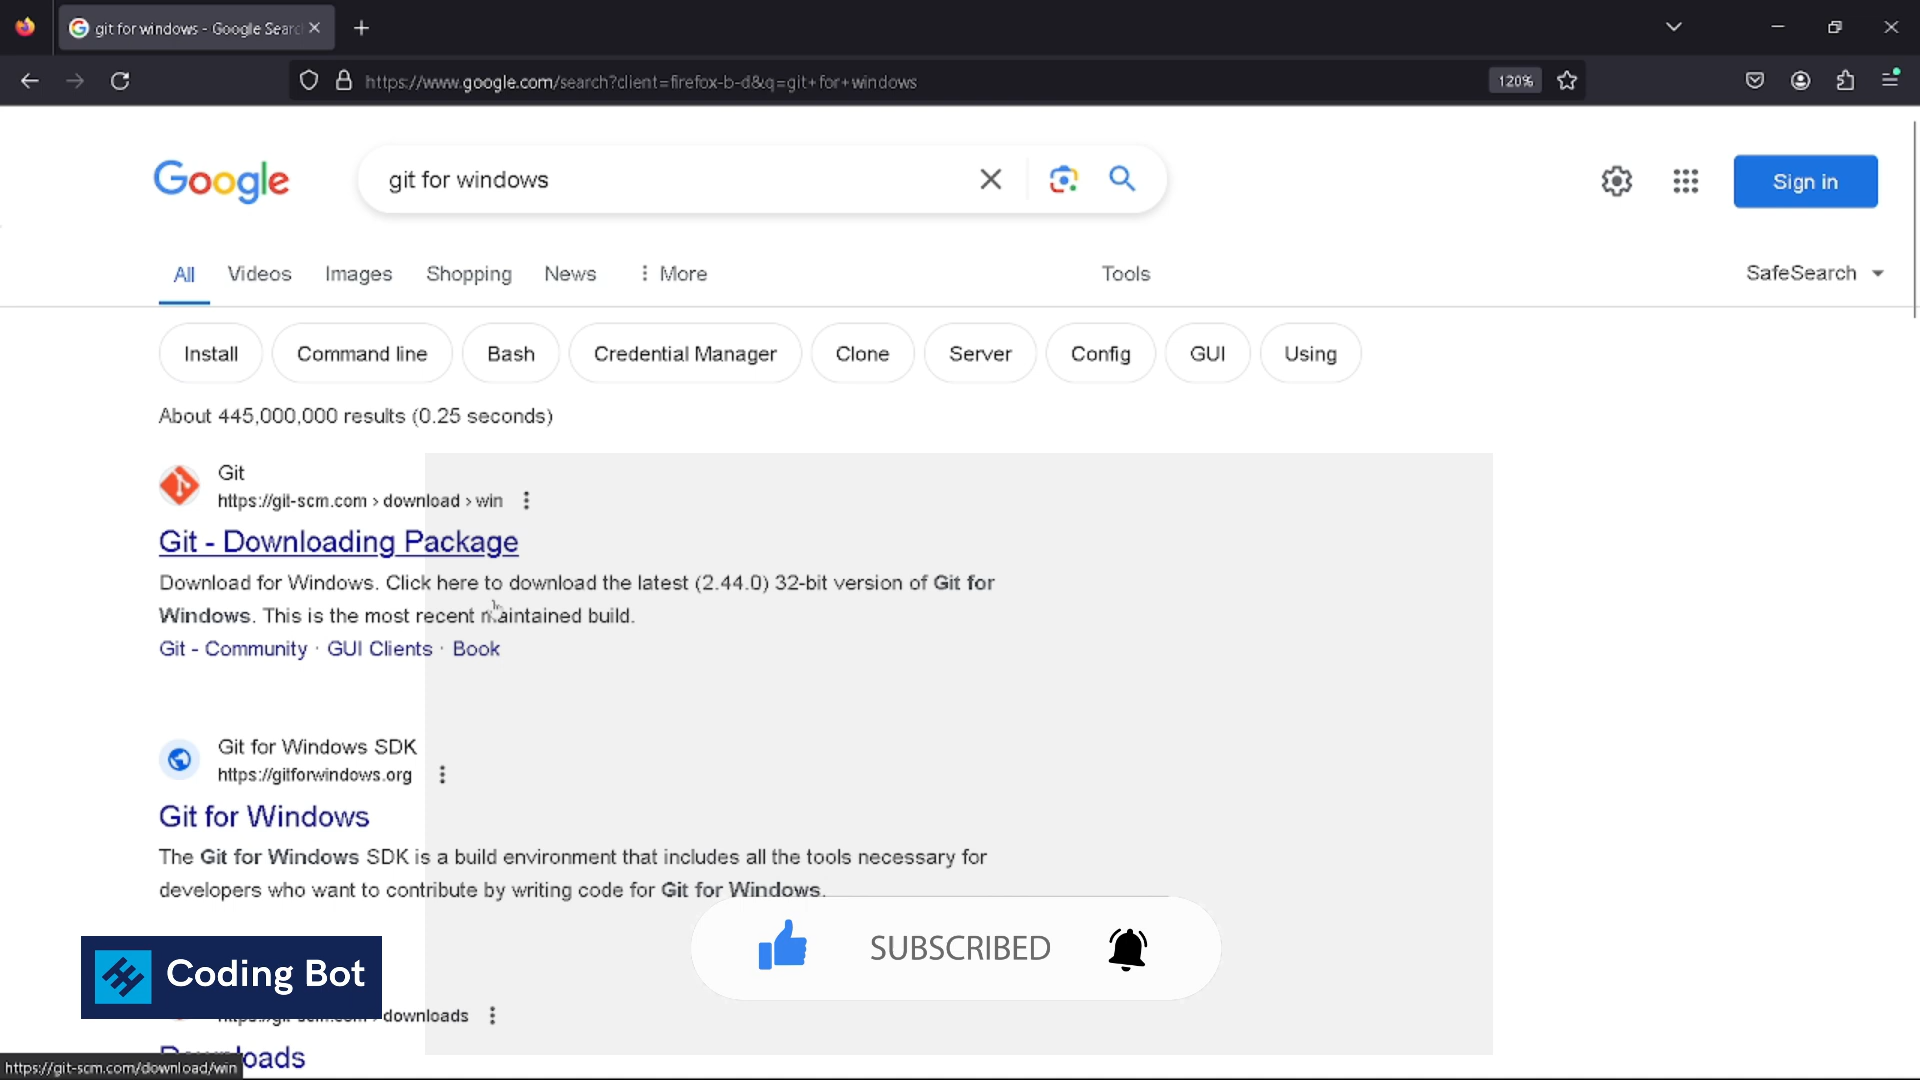 git for windows - Google Searc
https://www.google.com/search?client=firefox-b-d&q=git+for+windows
120%
Google
git for windows
Sign in
All
Videos
Images
Shopping
News
More
Tools
SafeSearch
Install
Command line
Bash
Credential Manager
Clone
Server
Config
GUI
Using
About 445,000,000 results (0.25 seconds)
Git
https://git-scm.com › download › win
Git - Downloading Package
Download for Windows. Click here to download the latest (2.44.0) 32-bit version of Git for
Windows. This is the most recent maintained build.
Git - Community · GUI Clients · Book
Git for Windows SDK
https://gitforwindows.org
Git for Windows
The Git for Windows SDK is a build environment that includes all the tools necessary for
developers who want to contribute by writing code for Git for Windows.
SUBSCRIBED
Coding Bot
https://git-scm.com › downloads
Downloads
https://git-scm.com/download/win